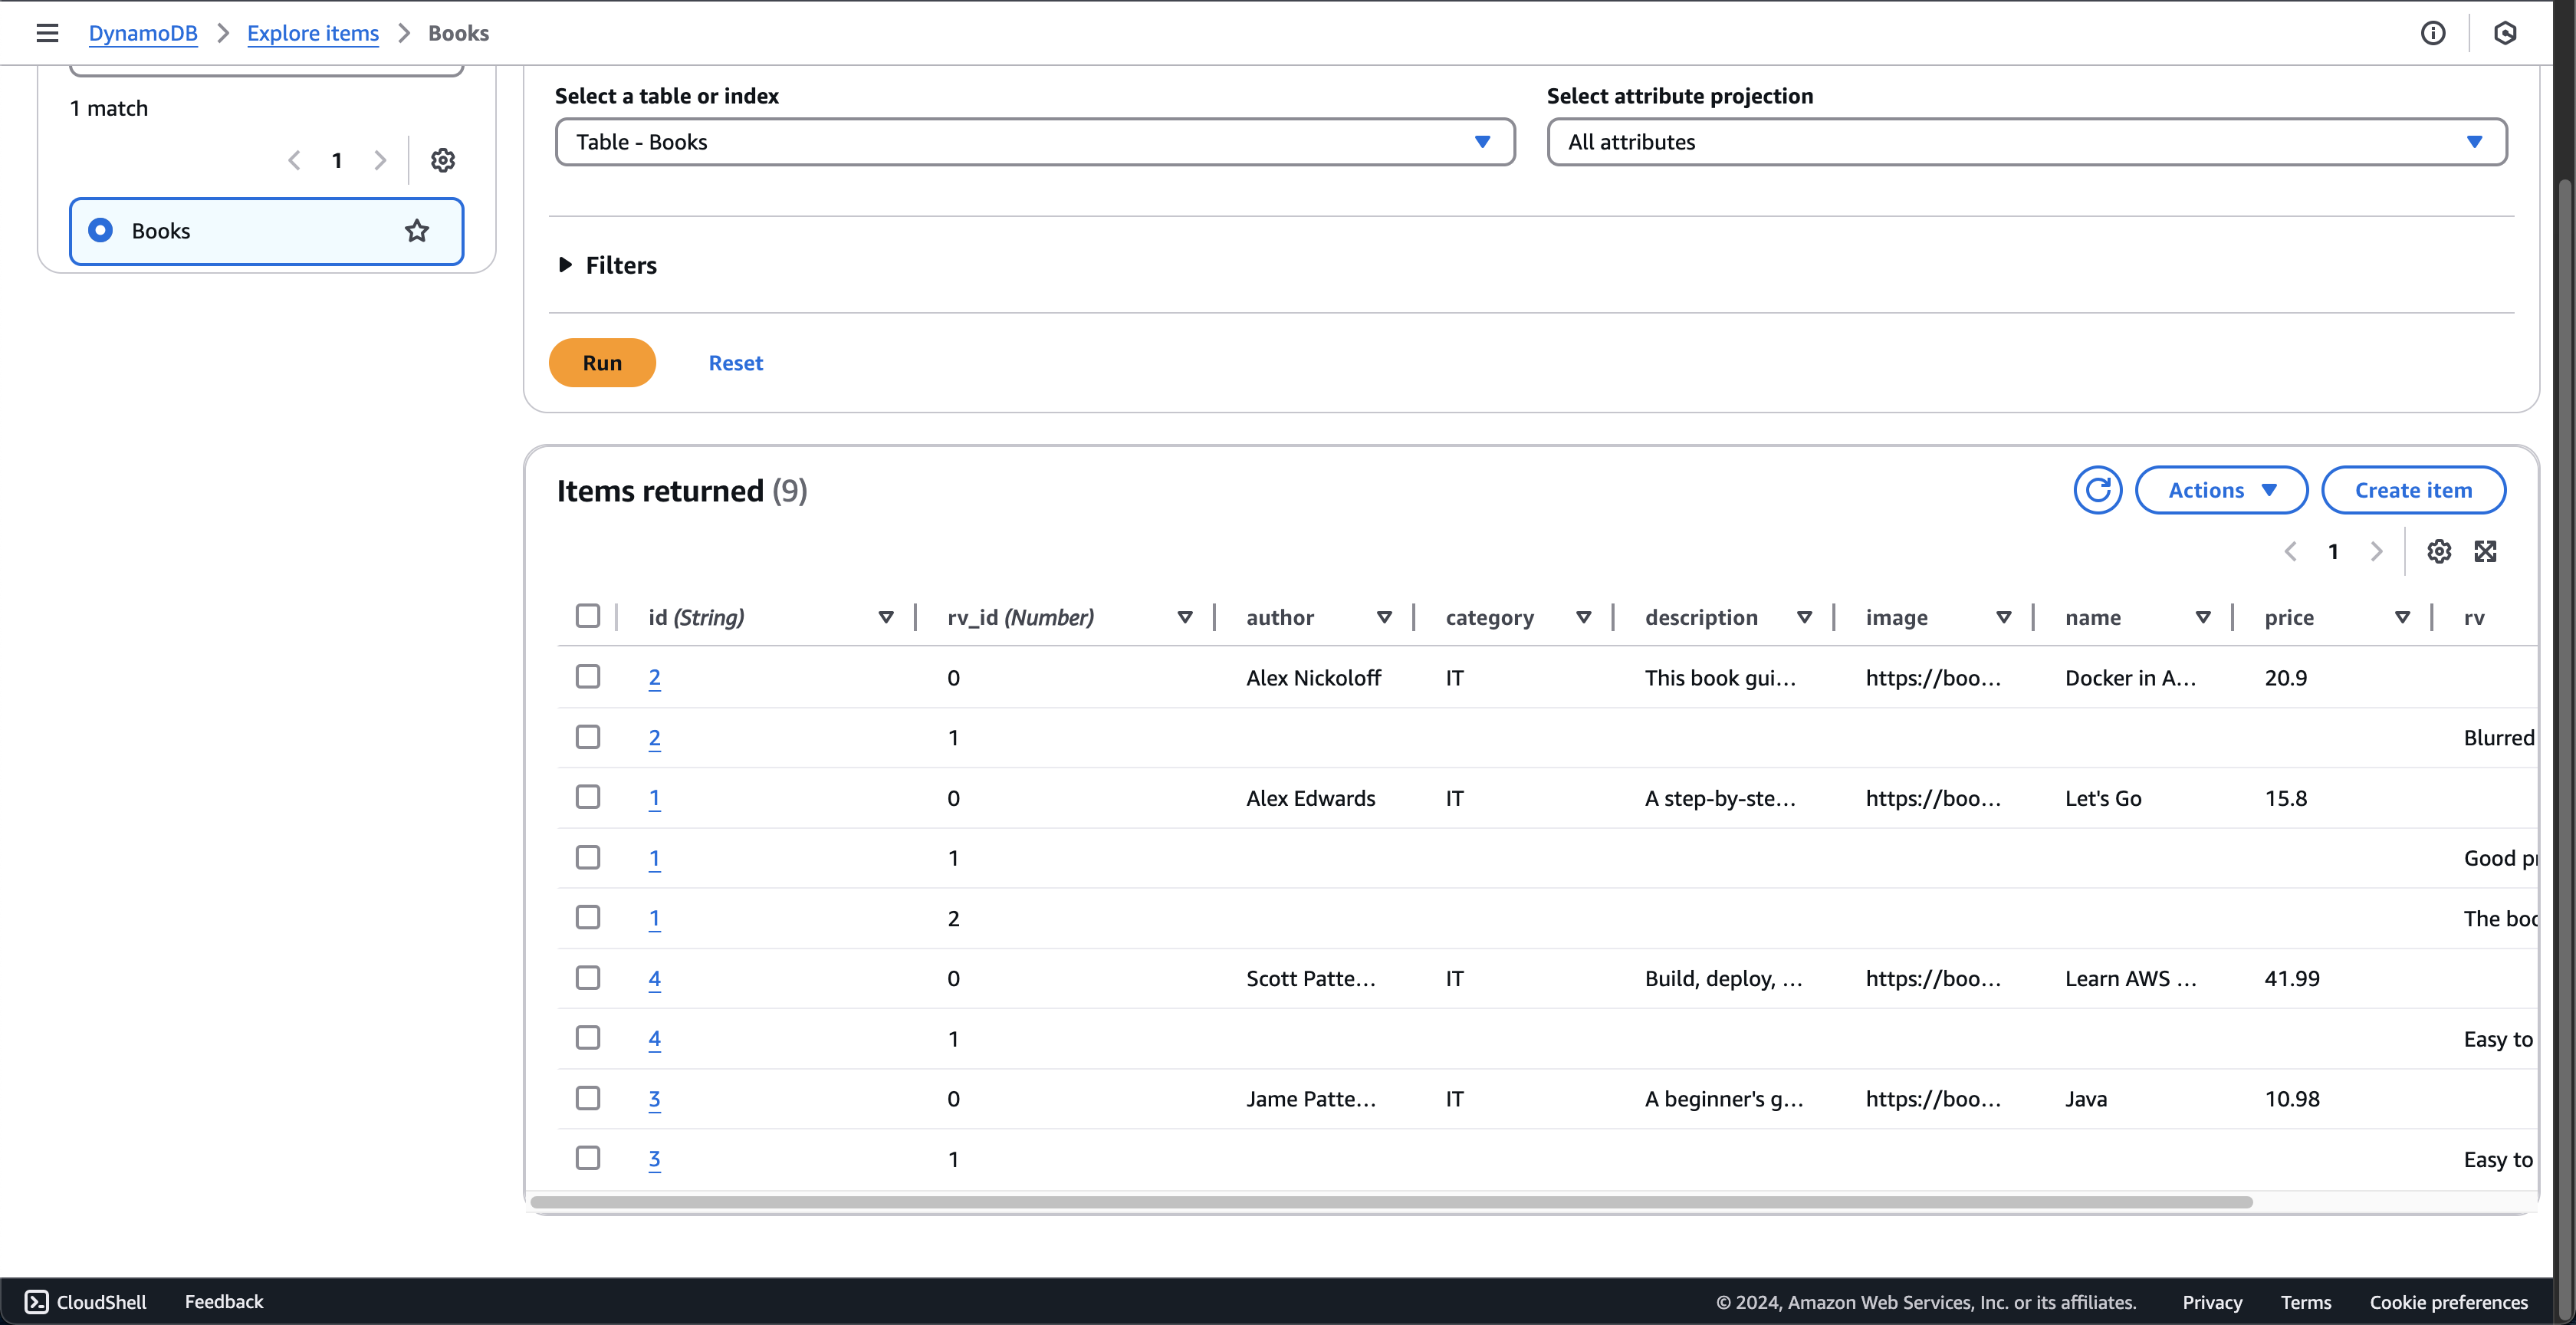 DynamoDB > Explore items > Books
1 match
1
Books
Select a table or index
Table - Books
Select attribute projection
All attributes
Filters
Run Reset
Items returned (9)
Actions Create item
1
id (String) rv_id (Number) author category description image name price rv
2 0 Alex Nickoloff IT This book gui... https://boo... Docker in A... 20.9
2 1 Blurred
1 0 Alex Edwards IT A step-by-ste... https://boo... Let's Go 15.8
1 1 Good
1 2 The
4 0 Scott Patte... IT Build, deploy, ... https://boo... Learn AWS ... 41.99
4 1 Easy to
3 0 Jame Patte... IT A beginner's g... https://boo... Java 10.98
3 1 Easy to
CloudShell Feedback © 2024, Amazon Web Services, Inc. or its affiliates. Privacy Terms Cookie preferences